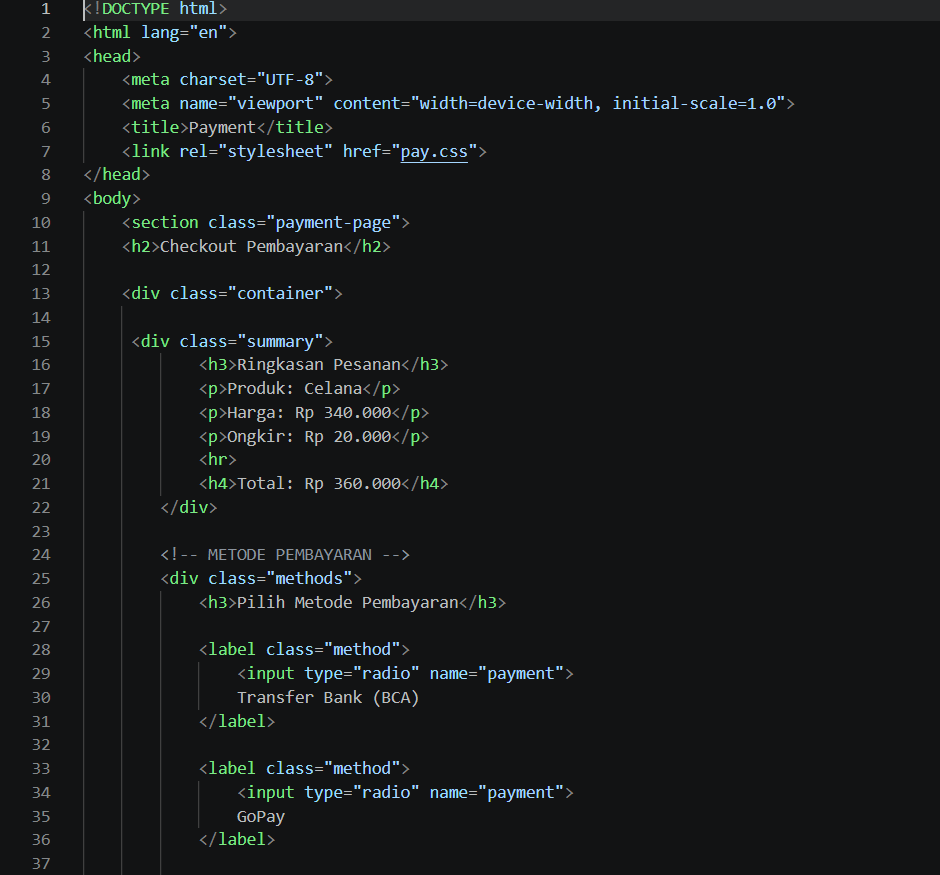 1 <!DOCTYPE html>
2 <html lang="en">
3 <head>
4     <meta charset="UTF-8">
5     <meta name="viewport" content="width=device-width, initial-scale=1.0">
6     <title>Payment</title>
7     <link rel="stylesheet" href="pay.css">
8 </head>
9 <body>
10     <section class="payment-page">
11     <h2>Checkout Pembayaran</h2>
12
13     <div class="container">
14
15      <div class="summary">
16             <h3>Ringkasan Pesanan</h3>
17             <p>Produk: Celana</p>
18             <p>Harga: Rp 340.000</p>
19             <p>Ongkir: Rp 20.000</p>
20             <hr>
21             <h4>Total: Rp 360.000</h4>
22         </div>
23
24         <!-- METODE PEMBAYARAN -->
25         <div class="methods">
26             <h3>Pilih Metode Pembayaran</h3>
27
28             <label class="method">
29                 <input type="radio" name="payment">
30                 Transfer Bank (BCA)
31             </label>
32
33             <label class="method">
34                 <input type="radio" name="payment">
35                 GoPay
36             </label>
37